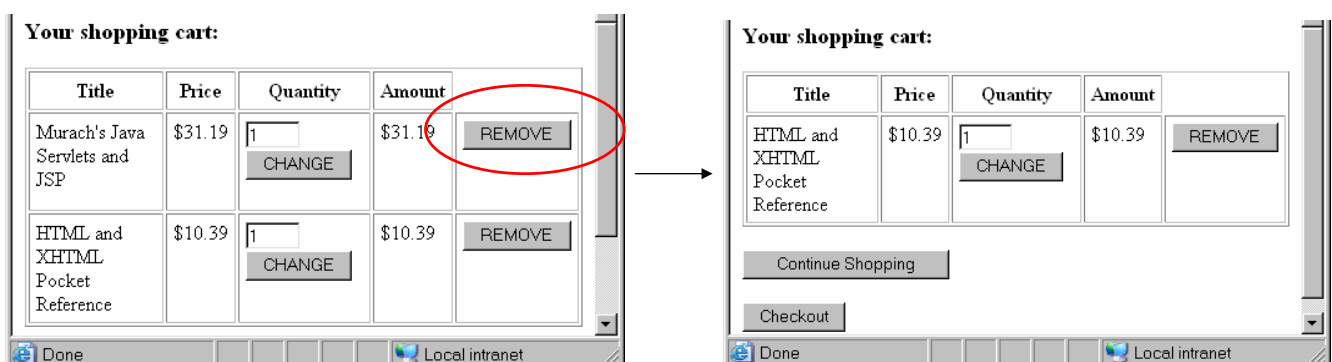 Your shopping cart:
Title Price Quantity Amount
Murach's Java $31.19 1 $31.19 REMOVE
Servlets and CHANGE
JSP
HTML and $10.39 1 $10.39 REMOVE
XHTML CHANGE
Pocket
Reference
Done Local intranet
Your shopping cart:
Title Price Quantity Amount
HTML and $10.39 1 $10.39 REMOVE
XHTML CHANGE
Pocket
Reference
Continue Shopping
Checkout
Done Local intranet